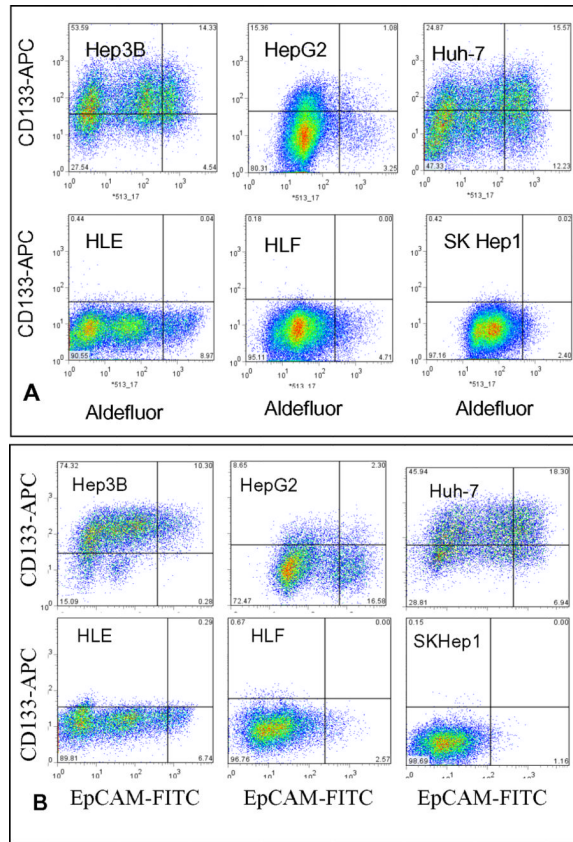 53.59 14.33
Hep3B
27.54 4.54
*513_17
15.36 1.08
HepG2
80.31 3.25
*513_17
24.87 15.57
Huh-7
47.33 12.23
*513_17
CD133-APC
0.44 0.04
HLE
90.55 8.97
*513_17
0.18 0.00
HLF
95.11 4.71
*513_17
0.42 0.02
SK Hep1
97.16 2.40
*513_17
CD133-APC
A
Aldefluor Aldefluor Aldefluor
74.32 10.30
Hep3B
15.09 0.28
8.65 2.30
HepG2
72.47 16.58
45.94 18.30
Huh-7
28.81 6.94
CD133-APC
0.29
HLE
89.81 6.74
0.67 0.00
HLF
96.76 2.57
0.15 0.00
SKHep1
98.69 1.16
CD133-APC
B
EpCAM-FITC EpCAM-FITC EpCAM-FITC